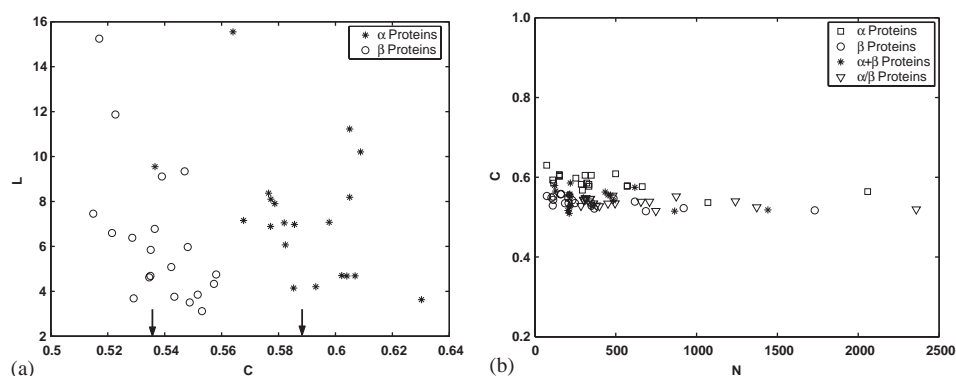 16
14
12
10
8
6
4
2
L
0.5 0.52 0.54 0.56 0.58 0.6 0.62 0.64
C
(a)
α Proteins
β Proteins
1.0
0.8
0.6
0.4
0.2
C
0 500 1000 1500 2000 2500
N
(b)
α Proteins
β Proteins
α+β Proteins
α/β Proteins